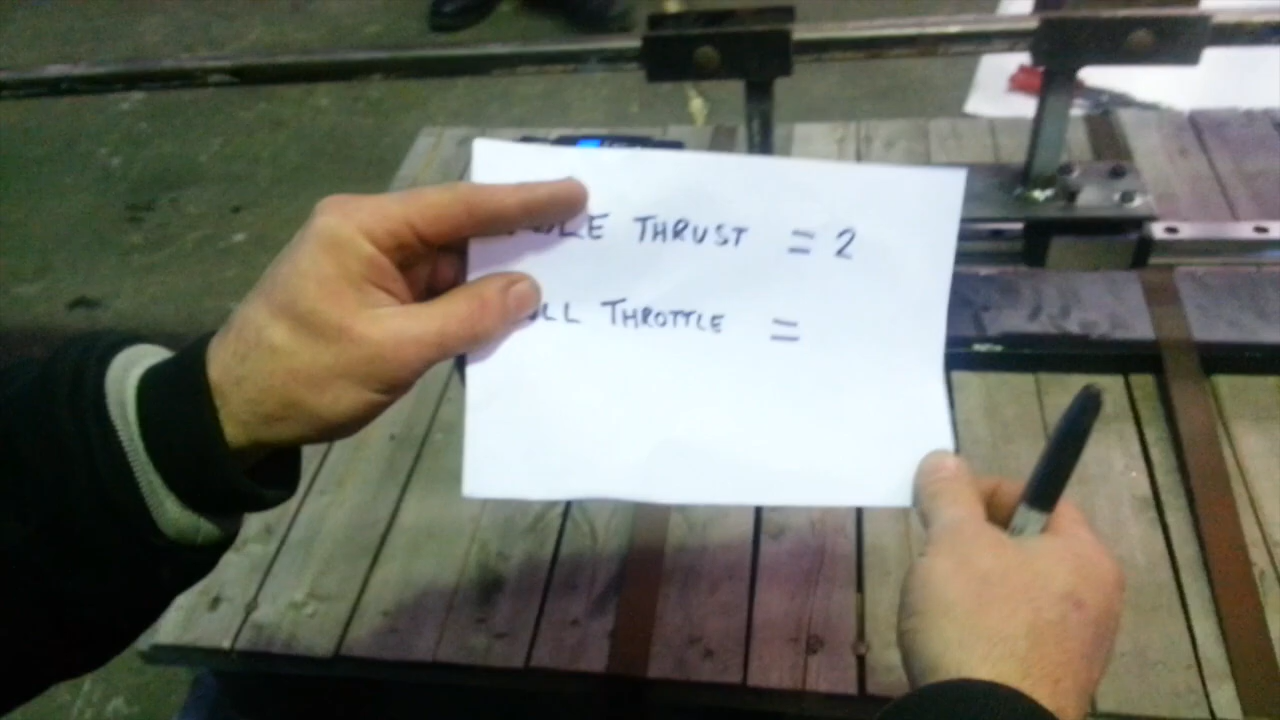 THRUST = 2
THROTTLE =